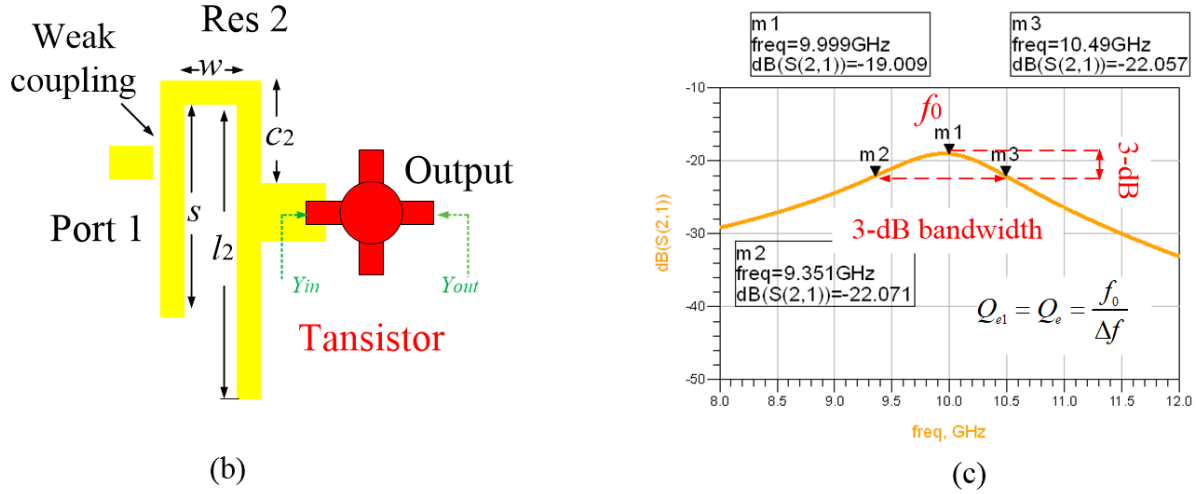 Res 2
Weak
coupling
w
c2
Output
Port 1
s
l2
Yin
Yout
Tansistor
(b)
m1
freq=9.999GHz
dB(S(2,1))=-19.009
m3
freq=10.49GHz
dB(S(2,1))=-22.057
f0
m1
m2
m3
3-dB
3-dB bandwidth
m2
freq=9.351GHz
dB(S(2,1))=-22.071
Qe1 = Qe = f0/Δf
dB(S(2,1))
-10
-20
-30
-40
-50
8.0 8.5 9.0 9.5 10.0 10.5 11.0 11.5 12.0
freq, GHz
(c)